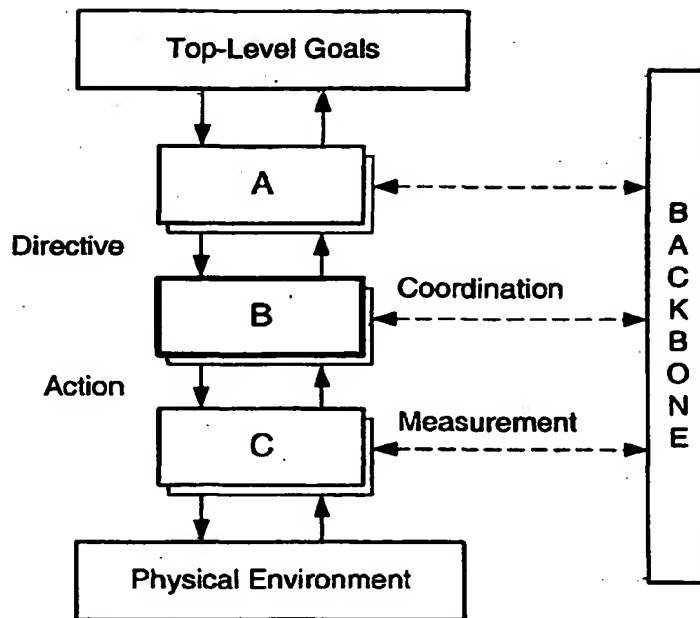 Top-Level Goals
A
Directive
B
Coordination
Action
C
Measurement
Physical Environment
BACKBONE